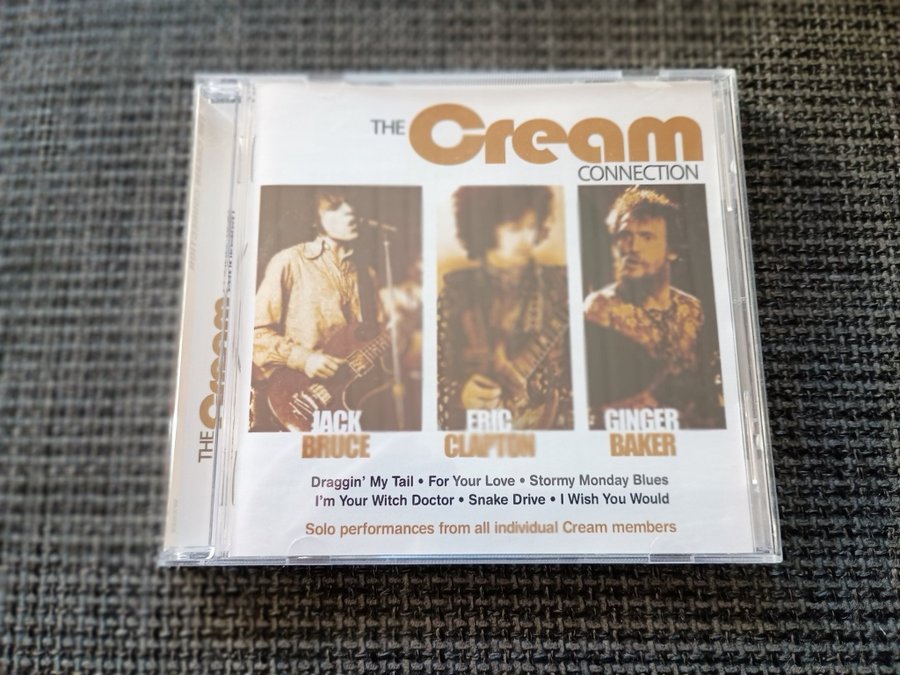 THE Cream
CONNECTION
JACK
BRUCE
ERIC
CLAPTON
GINGER
BAKER
Draggin' My Tail • For Your Love • Stormy Monday Blues
I'm Your Witch Doctor • Snake Drive • I Wish You Would
Solo performances from all individual Cream members
THE Cream